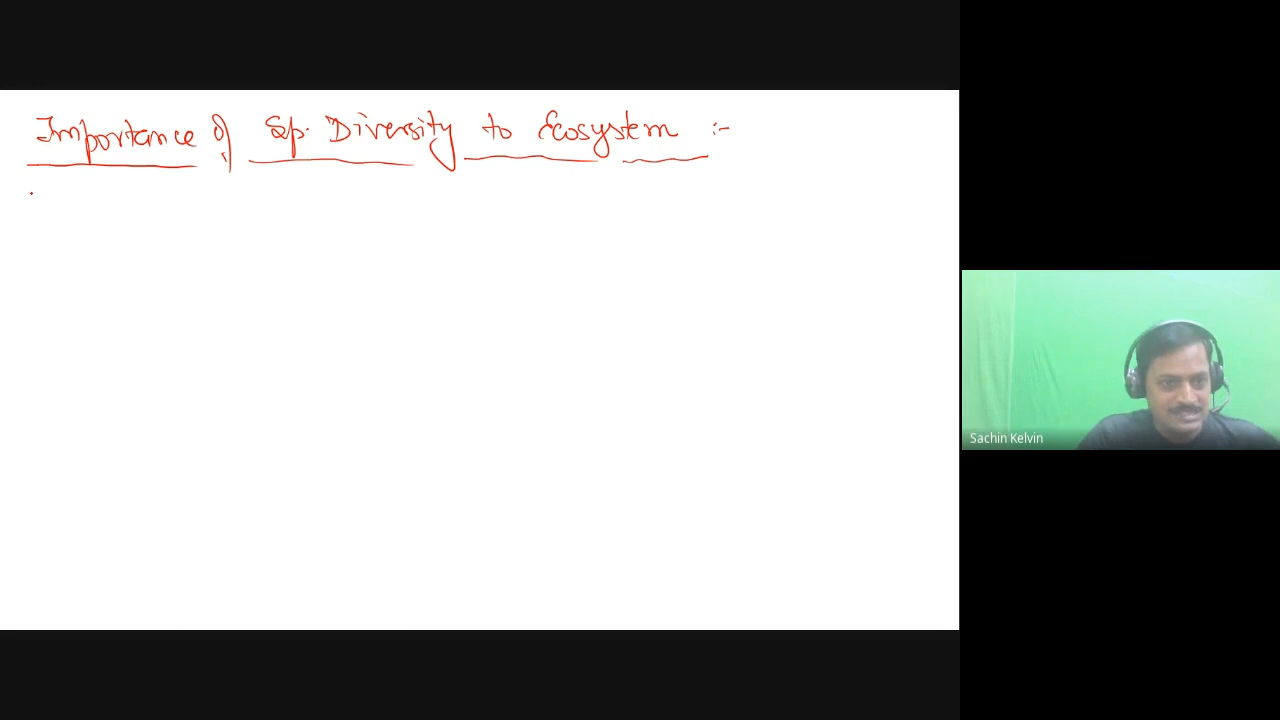 Importance of Sp. Diversity to Ecosystem :-
Sachin Kelvin